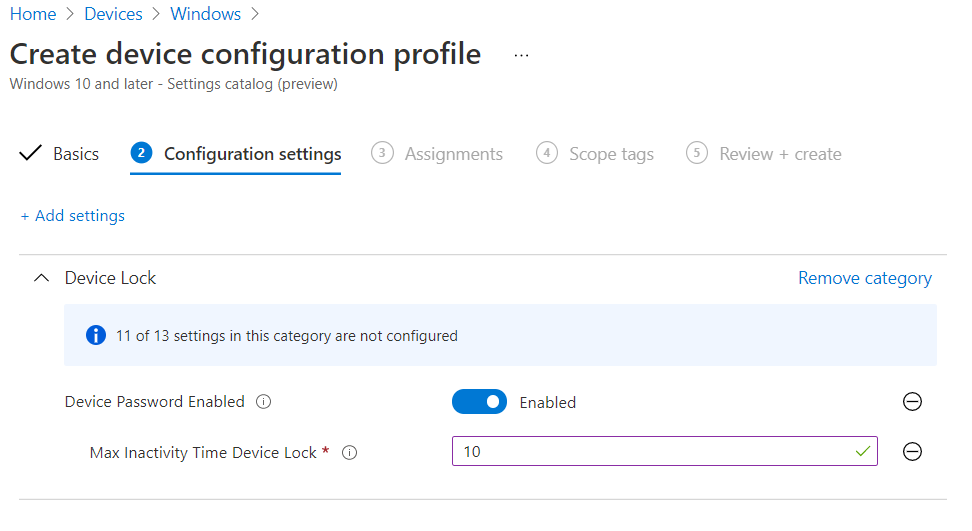 Home > Devices > Windows >
Create device configuration profile ...
Windows 10 and later - Settings catalog (preview)
Basics 2 Configuration settings 3 Assignments 4 Scope tags 5 Review + create
+ Add settings
Device Lock Remove category
11 of 13 settings in this category are not configured
Device Password Enabled Enabled
Max Inactivity Time Device Lock * 10